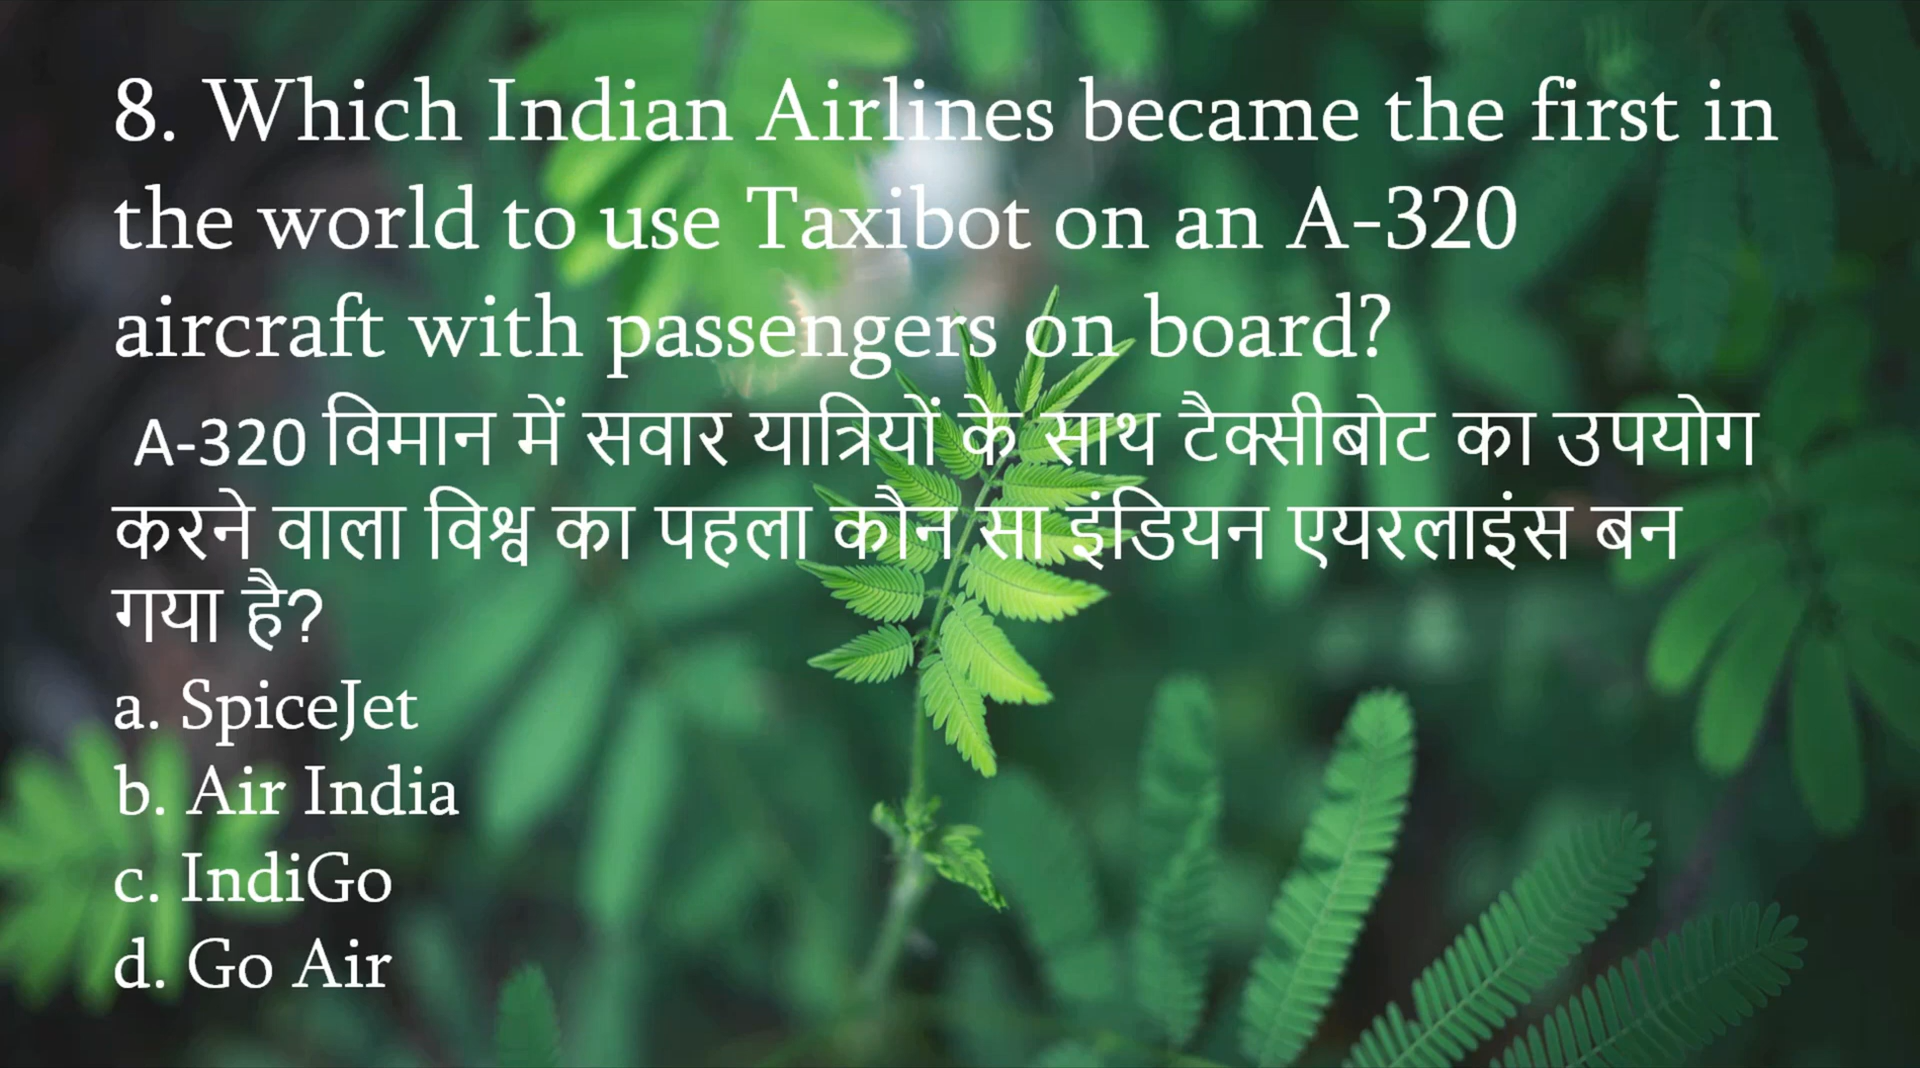 8. Which Indian Airlines became the first in
the world to use Taxibot on an A-320
aircraft with passengers on board?
A-320 विमान में सवार यात्रियों के साथ टैक्सीबोट का उपयोग
करने वाला विश्व का पहला कौन सा इंडियन एयरलाइंस बन
गया है?
a. SpiceJet
b. Air India
c. IndiGo
d. Go Air